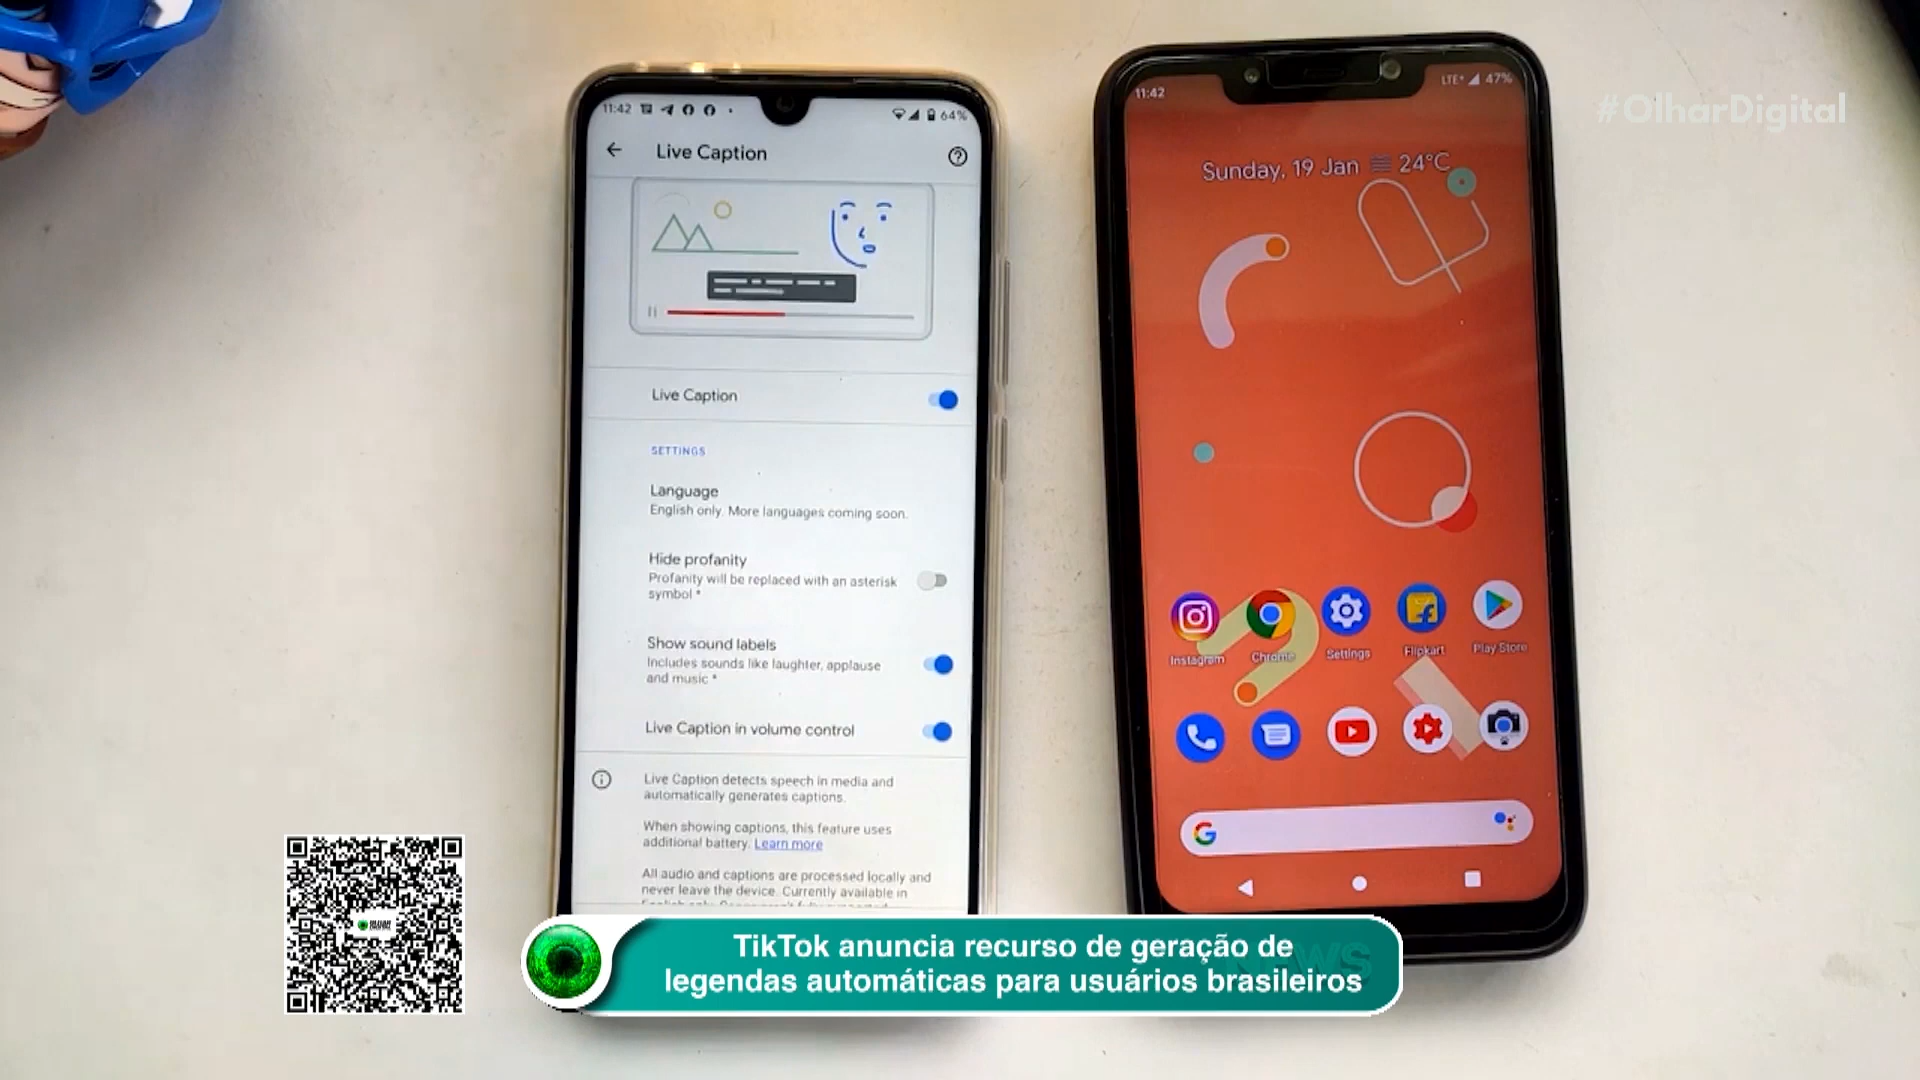 #OlharDigital
11:42
64%
Live Caption
Live Caption
SETTINGS
Language
English only. More languages coming soon.
Hide profanity
Profanity will be replaced with an asterisk
symbol *
Show sound labels
Includes sounds like laughter, applause
and music *
Live Caption in volume control
Live Caption detects speech in media and
automatically generates captions.
When showing captions, this feature uses
additional battery. Learn more
All audio and captions are processed locally and
never leave the device. Currently available in
11:42
LTE+ 47%
Sunday, 19 Jan 24°C
Instagram Chrome Settings Flipkart Play Store
TikTok anuncia recurso de geração de
legendas automáticas para usuários brasileiros